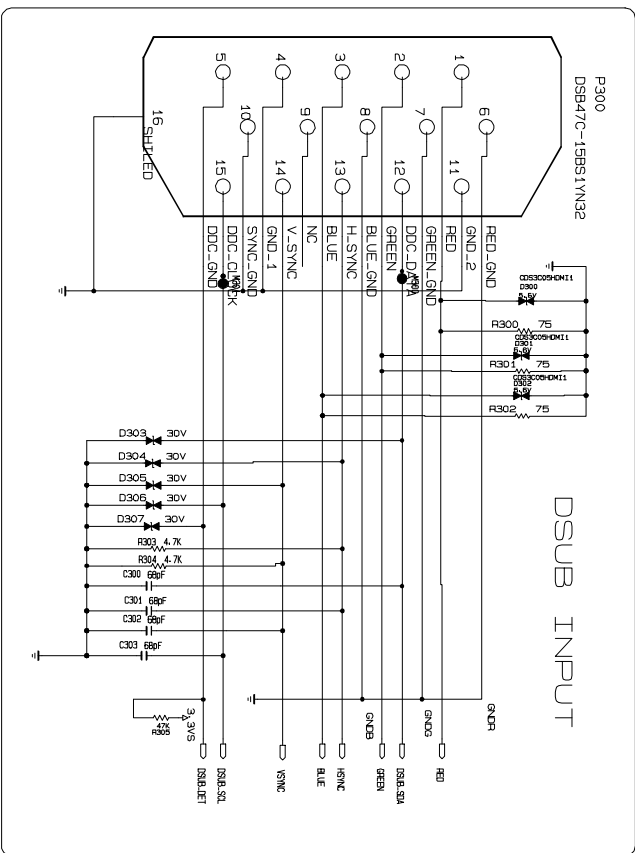 P300
DSB47C-15BS1YN32
5
4
3
2
1
10
9
8
7
6
15
14
13
12
11
16
SHILED
DDC_GND
DDC_CLOCK
SYNC_GND
GND_1
V_SYNC
NC
BLUE
H_SYNC
BLUE_GND
GREEN
DDC_DATA
GREEN_GND
RED
GND_2
RED_GND
CDS3C05HDMI1
D300
5.5V
R300 75
CDS3C05HDMI1
D301
5.5V
R301 75
CDS3C05HDMI1
D302
5.5V
R302 75
D303 30V
D304 30V
D305 30V
D306 30V
D307 30V
R303 4.7K
R304 4.7K
C300 68pF
C301 68pF
C302 68pF
C303 68pF
DSUB INPUT
3.3VS
47K
R305
GNDB
GNDG
GNDR
DSUB_DET
DSUB_SCL
VSYNC
BLUE
HSYNC
GREEN
DSUB_SDA
RED